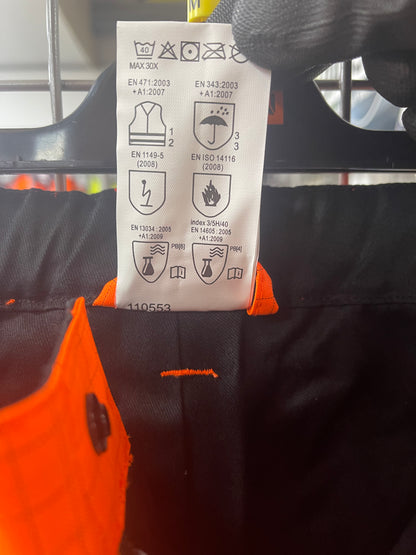 M
40
MAX 30X
EN 471:2003
+A1:2007
EN 343:2003
+A1:2007
1
2
3
3
EN 1149-5
(2008)
EN ISO 14116
(2008)
index 3/5H/40
EN 13034 : 2005
+A1:2009
EN 14605 : 2005
+A1:2009
PB[6]
PB[4]
110553